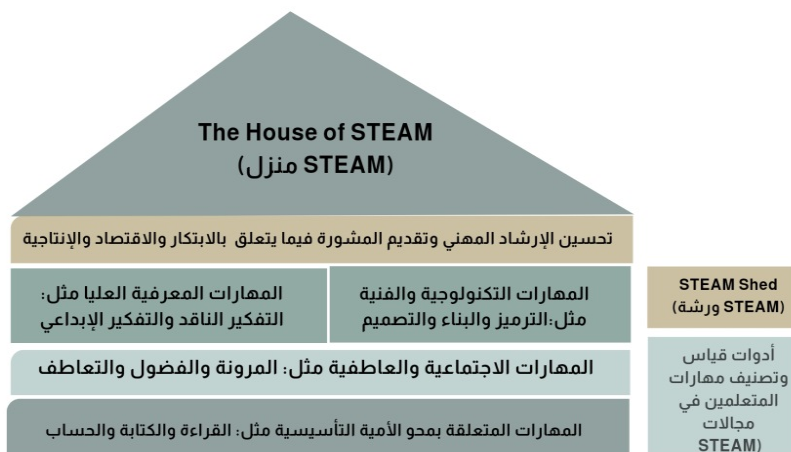 The House of STEAM
(STEAM منزل)
تحسين الإرشاد المهني وتقديم المشورة فيما يتعلق بالابتكار والاقتصاد والإنتاجية
المهارات التكنولوجية والفنية
مثل:الترميز والبناء والتصميم
المهارات المعرفية العليا مثل:
التفكير الناقد والتفكير الإبداعي
المهارات الاجتماعية والعاطفية مثل: المرونة والفضول والتعاطف
المهارات المتعلقة بمحو الأمية التأسيسية مثل: القراءة والكتابة والحساب
STEAM Shed
(STEAM ورشة)
أدوات قياس
وتصنيف مهارات
المتعلمين في
مجالات
STEAM)